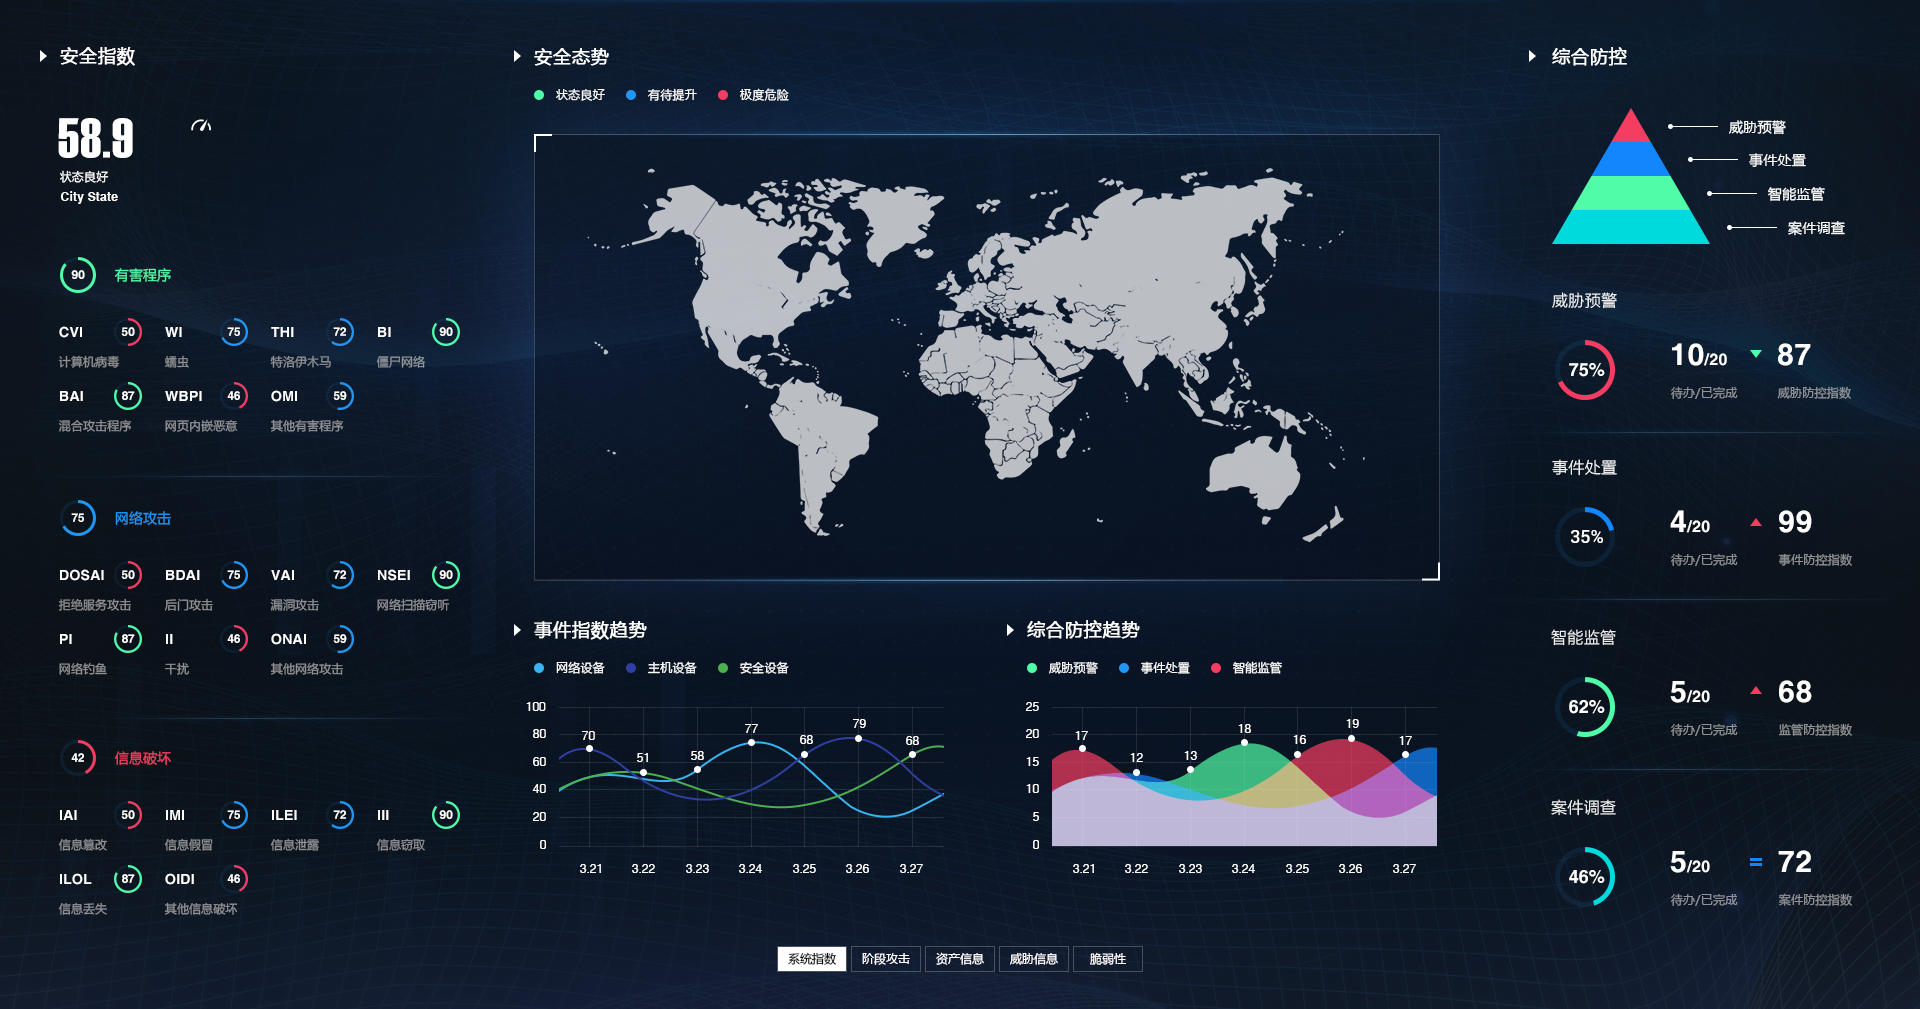 安全指数
58.9
状态良好
City State
90 有害程序
CVI 50 WI 75 THI 72 BI 90
计算机病毒 蠕虫 特洛伊木马 僵尸网络
BAI 87 WBPI 46 OMI 59
混合攻击程序 网页内嵌恶意 其他有害程序
75 网络攻击
DOSAI 50 BDAI 75 VAI 72 NSEI 90
拒绝服务攻击 后门攻击 漏洞攻击 网络扫描窃听
PI 87 II 46 ONAI 59
网络钓鱼 干扰 其他网络攻击
42 信息破坏
IAI 50 IMI 75 ILEI 72 III 90
信息篡改 信息假冒 信息泄露 信息窃取
ILOL 87 OIDI 46
信息丢失 其他信息破坏
安全态势
状态良好 有待提升 极度危险
事件指数趋势
网络设备 主机设备 安全设备
100
80
60
40
20
0
70 51 58 77 68 79 68
3.21 3.22 3.23 3.24 3.25 3.26 3.27
综合防控趋势
威胁预警 事件处置 智能监管
25
20
15
10
5
0
17 12 13 18 16 19 17
3.21 3.22 3.23 3.24 3.25 3.26 3.27
综合防控
威胁预警
事件处置
智能监管
案件调查
威胁预警
75% 10/20 87
待办/已完成 威胁防控指数
事件处置
35% 4/20 99
待办/已完成 事件防控指数
智能监管
62% 5/20 68
待办/已完成 监管防控指数
案件调查
46% 5/20 = 72
待办/已完成 案件防控指数
系统指数 阶段攻击 资产信息 威胁信息 脆弱性